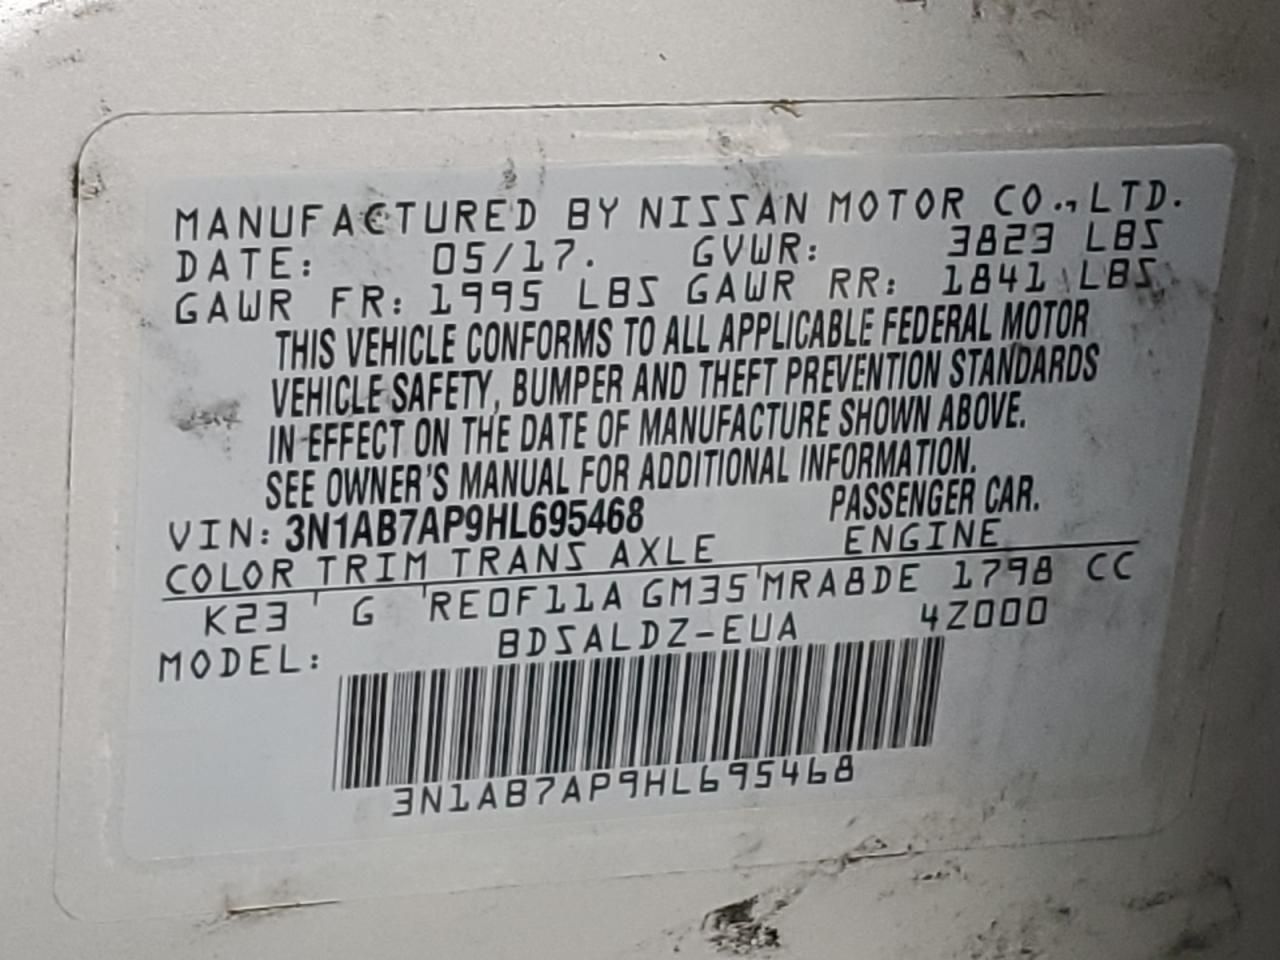 MANUFACTURED BY NISSAN MOTOR CO., LTD.
DATE: 05/17. GVWR: 3823 LBS
GAWR FR: 1995 LBS GAWR RR: 1841 LBS
THIS VEHICLE CONFORMS TO ALL APPLICABLE FEDERAL MOTOR
VEHICLE SAFETY, BUMPER AND THEFT PREVENTION STANDARDS
IN EFFECT ON THE DATE OF MANUFACTURE SHOWN ABOVE.
SEE OWNER'S MANUAL FOR ADDITIONAL INFORMATION.
VIN: 3N1AB7AP9HL695468 PASSENGER CAR.
COLOR TRIM TRANS AXLE ENGINE
K23 G RE0F11A GM35 MRA8DE 1798 CC
MODEL: BDSALDZ-EUA 4Z000
3N1AB7AP9HL695468